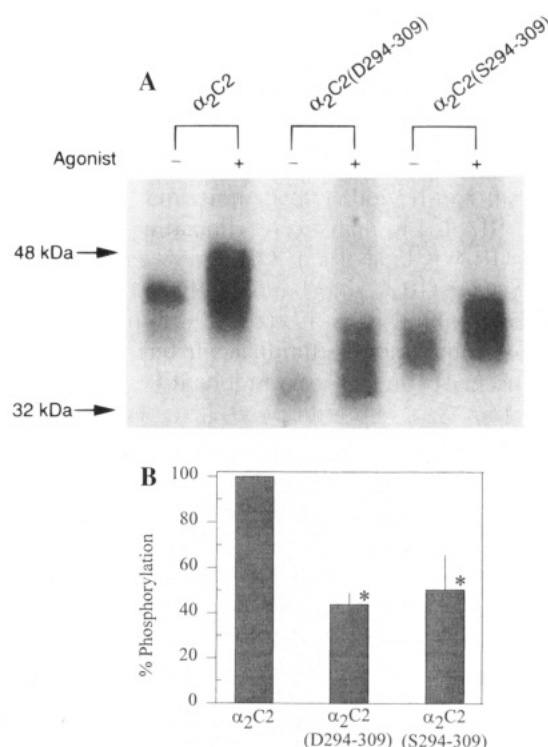 A
α₂C2
α₂C2(D294-309)
α₂C2(S294-309)
Agonist − + − + − +
48 kDa
32 kDa
B
100
80
60
40
20
0
% Phosphorylation
*
*
α₂C2
α₂C2
(D294-309)
α₂C2
(S294-309)